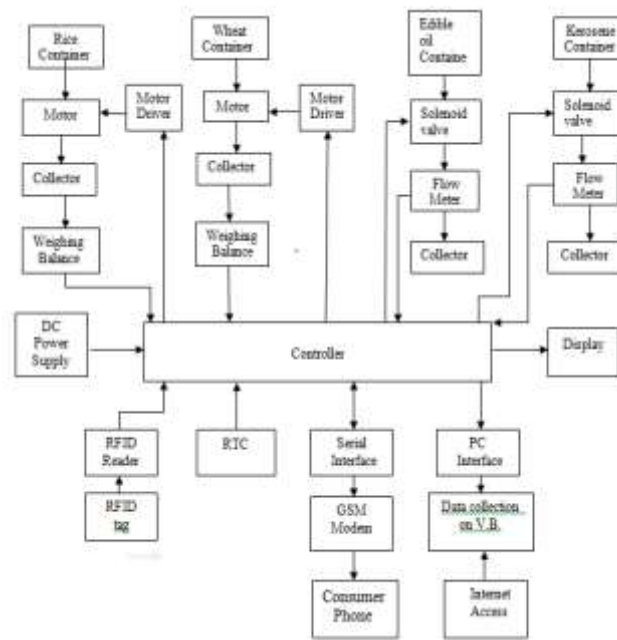 Rice
Container
Wheat
Container
Edible
oil
Containe
Kerosene
Container
Motor
Motor
Driver
Motor
Motor
Driver
Solenoid
valve
Solenoid
valve
Collector
Collector
Flow
Meter
Flow
Meter
Weighing
Balance
Weighing
Balance
Collector
Collector
DC
Power
Supply
Controller
Display
RFID
Reader
RTC
Serial
Interface
PC
Interface
RFID
tag
GSM
Modem
Data collection
on V.B.
Consumer
Phone
Internet
Access